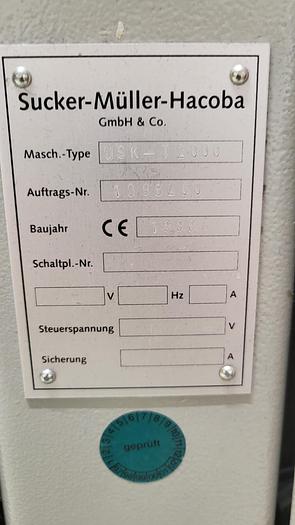 Sucker-Müller-Hacoba
GmbH & Co.
Masch.-Type
Auftrags-Nr.
Baujahr CE
Schaltpl.-Nr.
V Hz A
Steuerspannung V
Sicherung A
geprüft